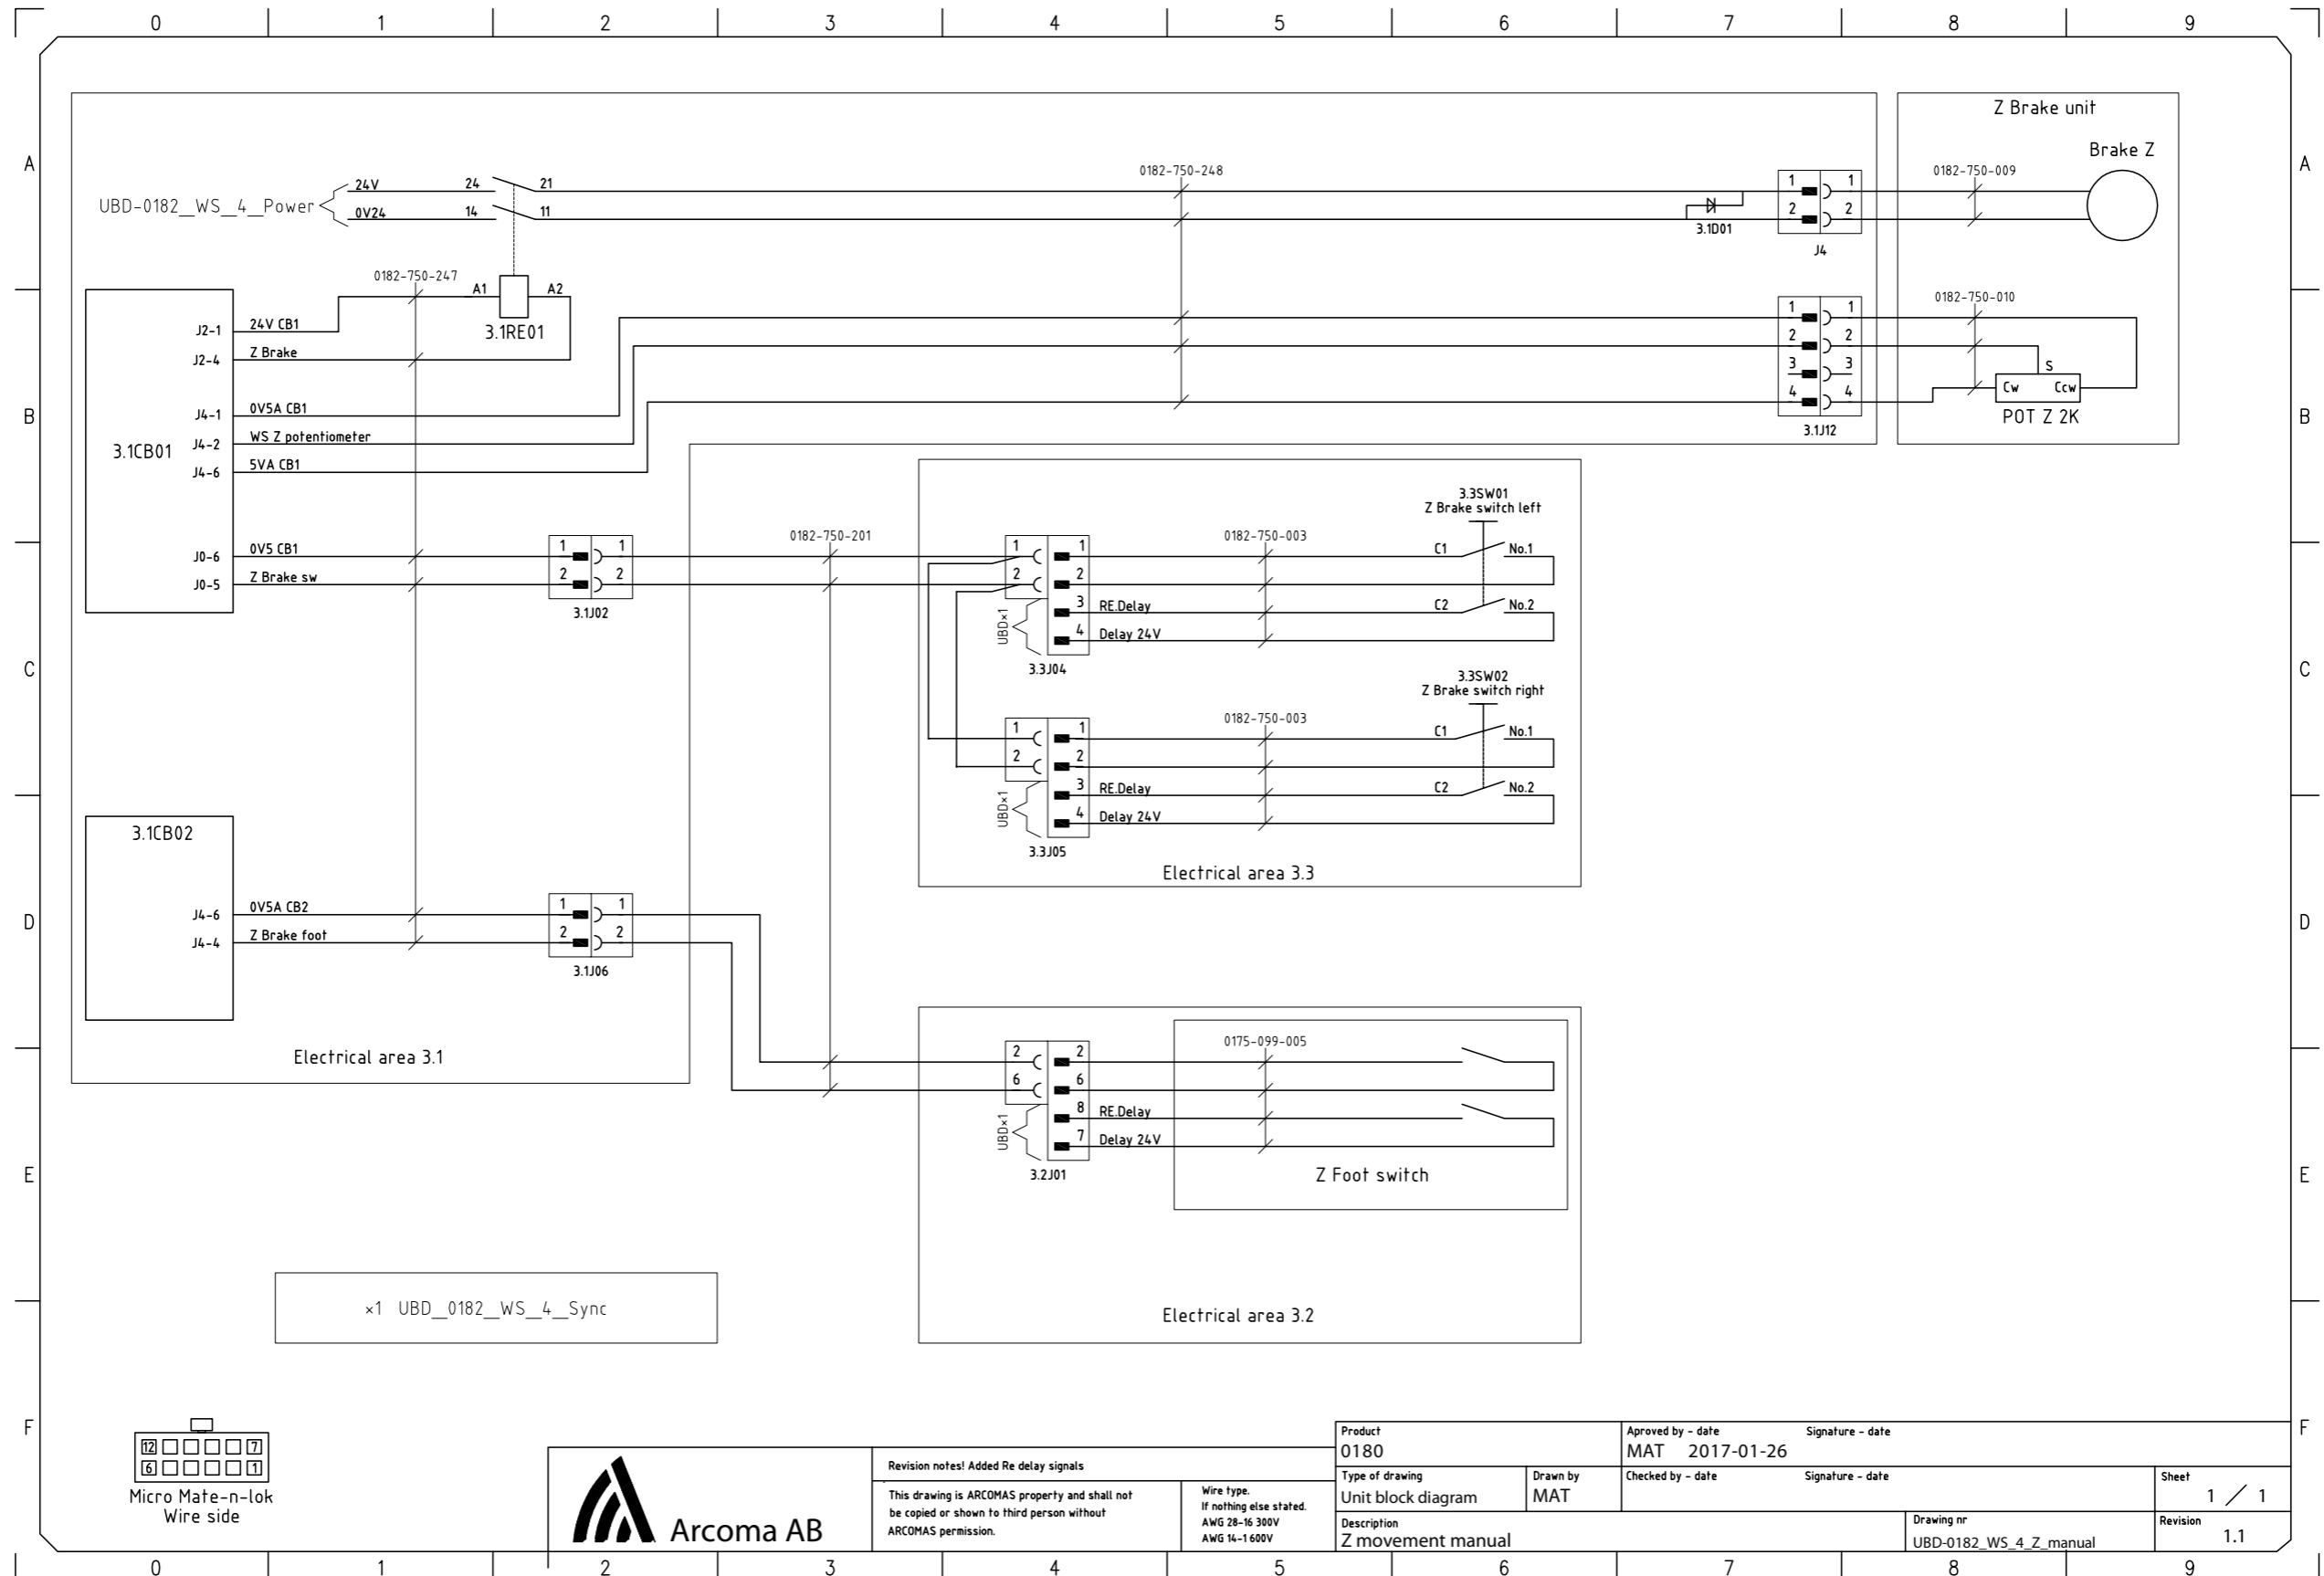 0 1 2 3 4 5 6 7 8 9
Z Brake unit
A
A
Brake Z
UBD-0182_WS_4_Power
24V 24 21
0182-750-248
1 1
0182-750-009
0V24 14 11
3.1D01
2 2
J4
0182-750-247
A1 A2
3.1RE01
1 1
0182-750-010
J2-1 24V CB1
2 2
J2-4 Z Brake
3 3
S
4 4
Cw Ccw
POT Z 2K
3.1J12
B
B
J4-1 0V5A CB1
3.1CB01
J4-2 WS Z potentiometer
J4-6 5VA CB1
3.3SW01
Z Brake switch left
0182-750-201
0182-750-003
J0-6 0V5 CB1
1 1
1 1
C1 No.1
J0-5 Z Brake sw
2 2
2 2
3.1J02
UBD×1
3 RE.Delay
C2 No.2
4 Delay 24V
3.3J04
C
C
3.3SW02
Z Brake switch right
0182-750-003
1 1
C1 No.1
2 2
UBD×1
3 RE.Delay
C2 No.2
4 Delay 24V
3.3J05
Electrical area 3.3
3.1CB02
D
D
J4-6 0V5A CB2
1 1
J4-4 Z Brake foot
2 2
3.1J06
Electrical area 3.1
0175-099-005
2 2
6 6
UBD×1
8 RE.Delay
7 Delay 24V
3.2J01
Z Foot switch
E
E
×1 UBD_0182_WS_4_Sync
Electrical area 3.2
F
F
12 7
6 1
Micro Mate-n-lok
Wire side
Arcoma AB
Revision notes! Added Re delay signals
This drawing is ARCOMAS property and shall not
be copied or shown to third person without
ARCOMAS permission.
Wire type.
If nothing else stated.
AWG 28-16 300V
AWG 14-1 600V
Product
0180
Aproved by - date Signature - date
MAT 2017-01-26
Type of drawing
Unit block diagram
Drawn by
MAT
Checked by - date Signature - date
Sheet
1 / 1
Description
Z movement manual
Drawing nr
UBD-0182_WS_4_Z_manual
Revision
1.1
0 1 2 3 4 5 6 7 8 9